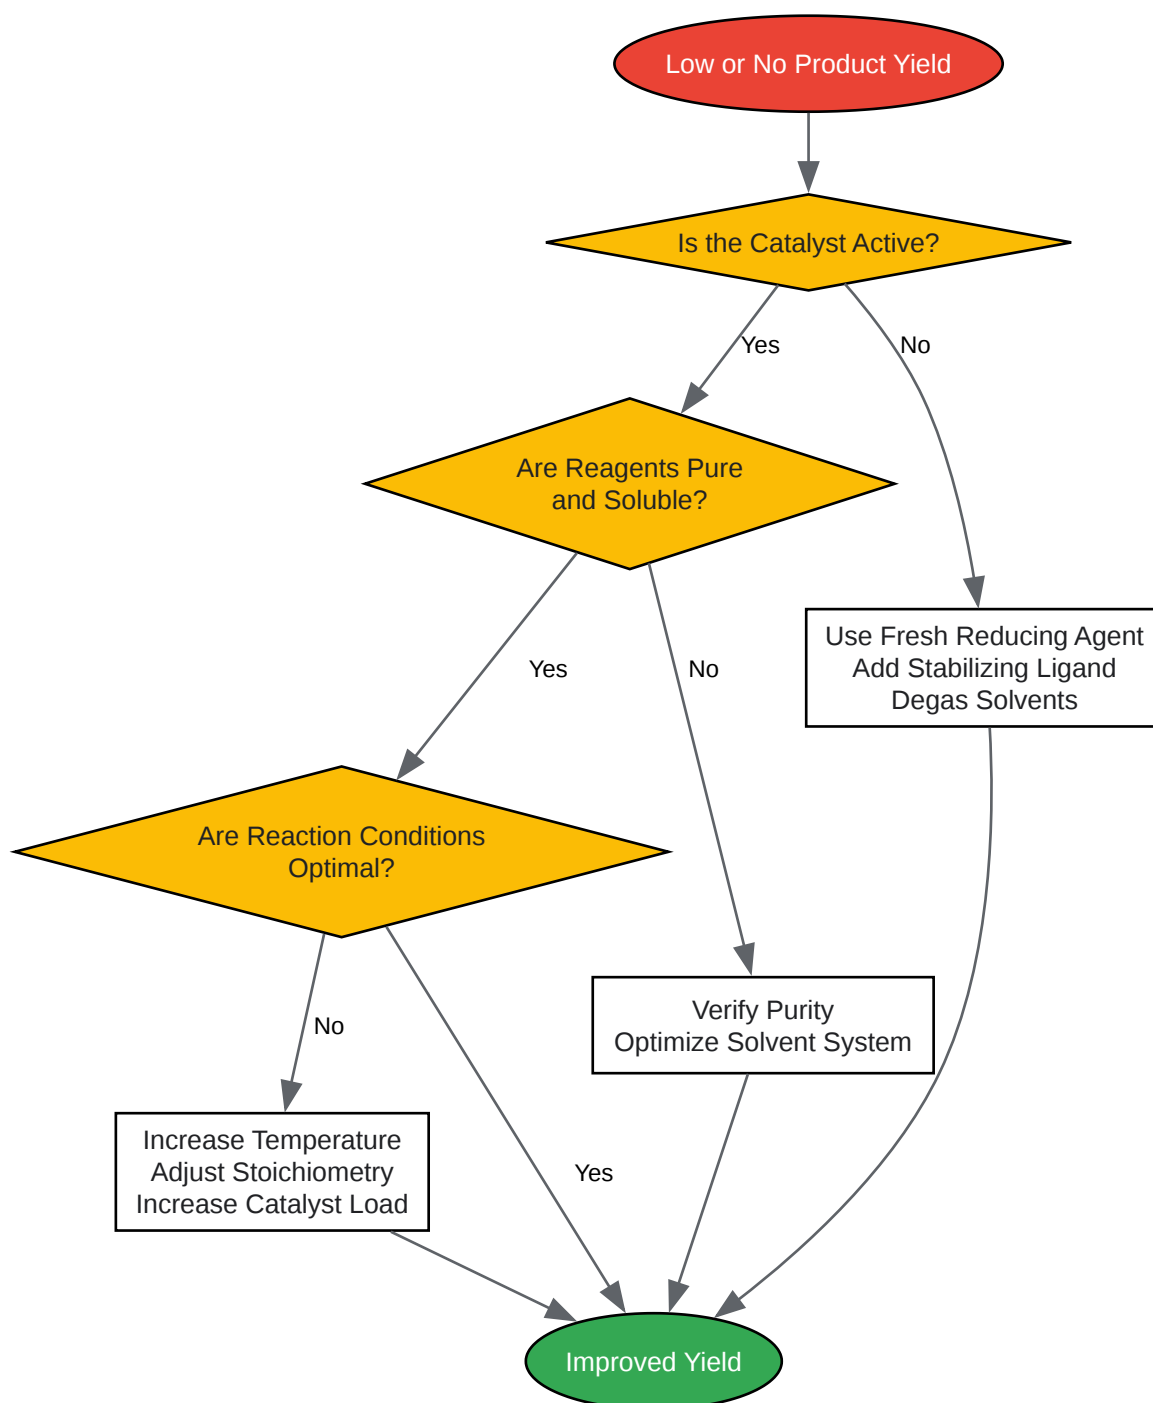 Low or No Product Yield
Is the Catalyst Active?
Yes
No
Are Reagents Pure
and Soluble?
Use Fresh Reducing Agent
Add Stabilizing Ligand
Degas Solvents
Yes
No
Are Reaction Conditions
Optimal?
Verify Purity
Optimize Solvent System
No
Increase Temperature
Adjust Stoichiometry
Increase Catalyst Load
Yes
Improved Yield